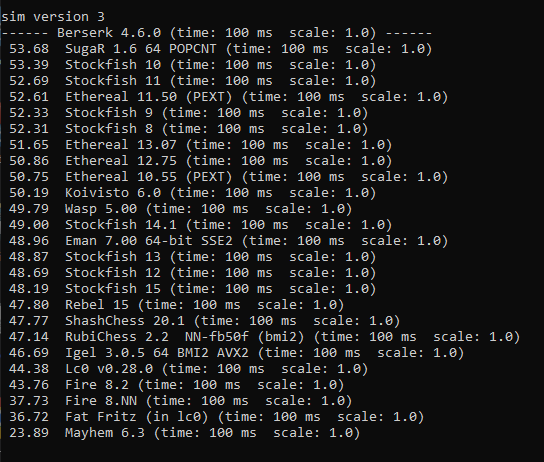 sim version 3
------ Berserk 4.6.0 (time: 100 ms  scale: 1.0) ------
 53.68  SugaR 1.6 64 POPCNT (time: 100 ms  scale: 1.0)
 53.39  Stockfish 10 (time: 100 ms  scale: 1.0)
 52.69  Stockfish 11 (time: 100 ms  scale: 1.0)
 52.61  Ethereal 11.50 (PEXT) (time: 100 ms  scale: 1.0)
 52.33  Stockfish 9 (time: 100 ms  scale: 1.0)
 52.31  Stockfish 8 (time: 100 ms  scale: 1.0)
 51.65  Ethereal 13.07 (time: 100 ms  scale: 1.0)
 50.86  Ethereal 12.75 (time: 100 ms  scale: 1.0)
 50.75  Ethereal 10.55 (PEXT) (time: 100 ms  scale: 1.0)
 50.19  Koivisto 6.0 (time: 100 ms  scale: 1.0)
 49.79  Wasp 5.00 (time: 100 ms  scale: 1.0)
 49.00  Stockfish 14.1 (time: 100 ms  scale: 1.0)
 48.96  Eman 7.00 64-bit SSE2 (time: 100 ms  scale: 1.0)
 48.87  Stockfish 13 (time: 100 ms  scale: 1.0)
 48.69  Stockfish 12 (time: 100 ms  scale: 1.0)
 48.19  Stockfish 15 (time: 100 ms  scale: 1.0)
 47.80  Rebel 15 (time: 100 ms  scale: 1.0)
 47.77  ShashChess 20.1 (time: 100 ms  scale: 1.0)
 47.14  RubiChess 2.2  NN-fb50f (bmi2) (time: 100 ms  scale: 1.0)
 46.69  Igel 3.0.5 64 BMI2 AVX2 (time: 100 ms  scale: 1.0)
 44.38  Lc0 v0.28.0 (time: 100 ms  scale: 1.0)
 43.76  Fire 8.2 (time: 100 ms  scale: 1.0)
 37.73  Fire 8.NN (time: 100 ms  scale: 1.0)
 36.72  Fat Fritz (in lc0) (time: 100 ms  scale: 1.0)
 23.89  Mayhem 6.3 (time: 100 ms  scale: 1.0)